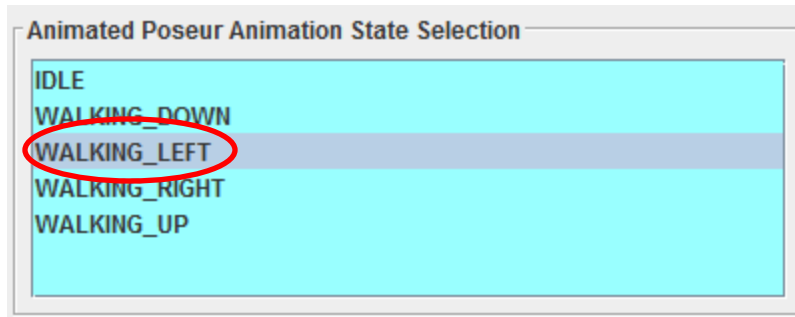 Animated Poseur Animation State Selection
IDLE
WALKING_DOWN
WALKING_LEFT
WALKING_RIGHT
WALKING_UP